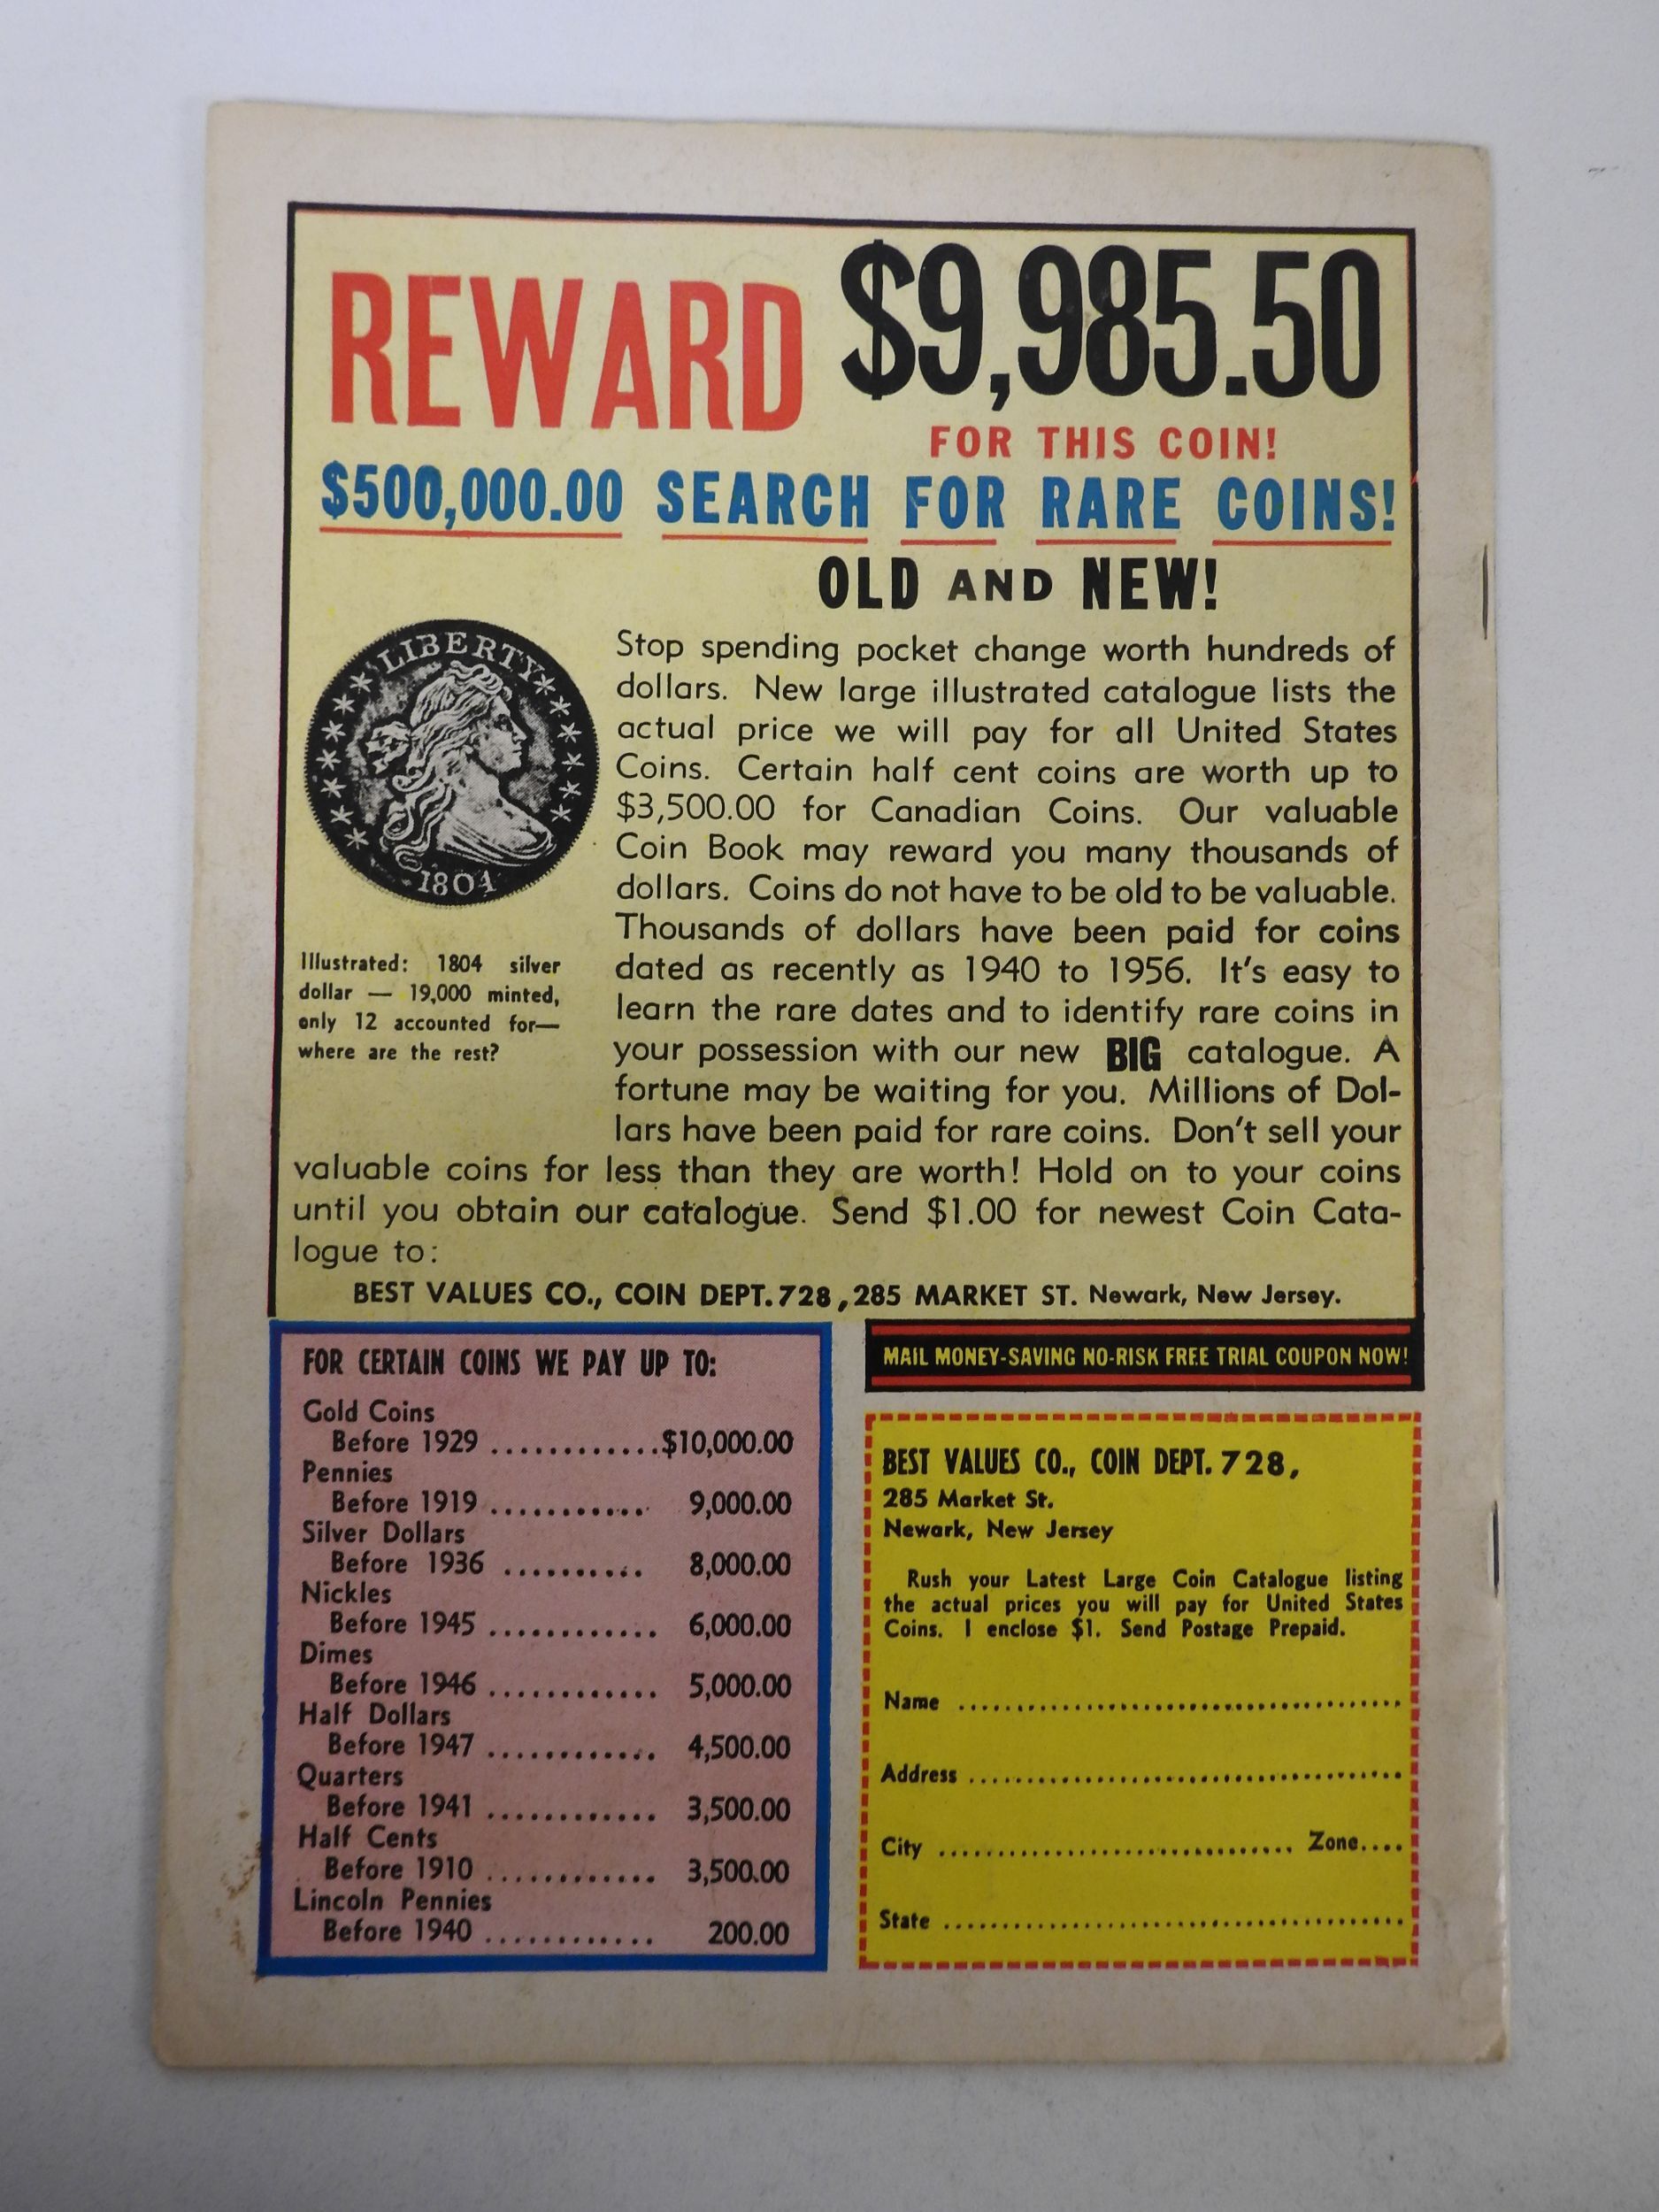 REWARD $9,985.50
FOR THIS COIN!
$500,000.00 SEARCH FOR RARE COINS!
OLD AND NEW!
LIBERTY
1804
Illustrated: 1804 silver
dollar — 19,000 minted,
only 12 accounted for—
where are the rest?
Stop spending pocket change worth hundreds of
dollars. New large illustrated catalogue lists the
actual price we will pay for all United States
Coins. Certain half cent coins are worth up to
$3,500.00 for Canadian Coins. Our valuable
Coin Book may reward you many thousands of
dollars. Coins do not have to be old to be valuable.
Thousands of dollars have been paid for coins
dated as recently as 1940 to 1956. It's easy to
learn the rare dates and to identify rare coins in
your possession with our new BIG catalogue. A
fortune may be waiting for you. Millions of Dol-
lars have been paid for rare coins. Don't sell your
valuable coins for less than they are worth! Hold on to your coins
until you obtain our catalogue. Send $1.00 for newest Coin Cata-
logue to:
BEST VALUES CO., COIN DEPT. 728, 285 MARKET ST. Newark, New Jersey.
FOR CERTAIN COINS WE PAY UP TO:
Gold Coins
Before 1929 ............$10,000.00
Pennies
Before 1919 ............ 9,000.00
Silver Dollars
Before 1936 .......... 8,000.00
Nickles
Before 1945 ............ 6,000.00
Dimes
Before 1946 ............ 5,000.00
Half Dollars
Before 1947 ............ 4,500.00
Quarters
Before 1941 ............ 3,500.00
Half Cents
Before 1910 ............ 3,500.00
Lincoln Pennies
Before 1940 ............ 200.00
MAIL MONEY-SAVING NO-RISK FREE TRIAL COUPON NOW!
BEST VALUES CO., COIN DEPT. 728,
285 Market St.
Newark, New Jersey
Rush your Latest Large Coin Catalogue listing
the actual prices you will pay for United States
Coins. I enclose $1. Send Postage Prepaid.
Name ......................................
Address .....................................
City .............................. Zone....
State .......................................